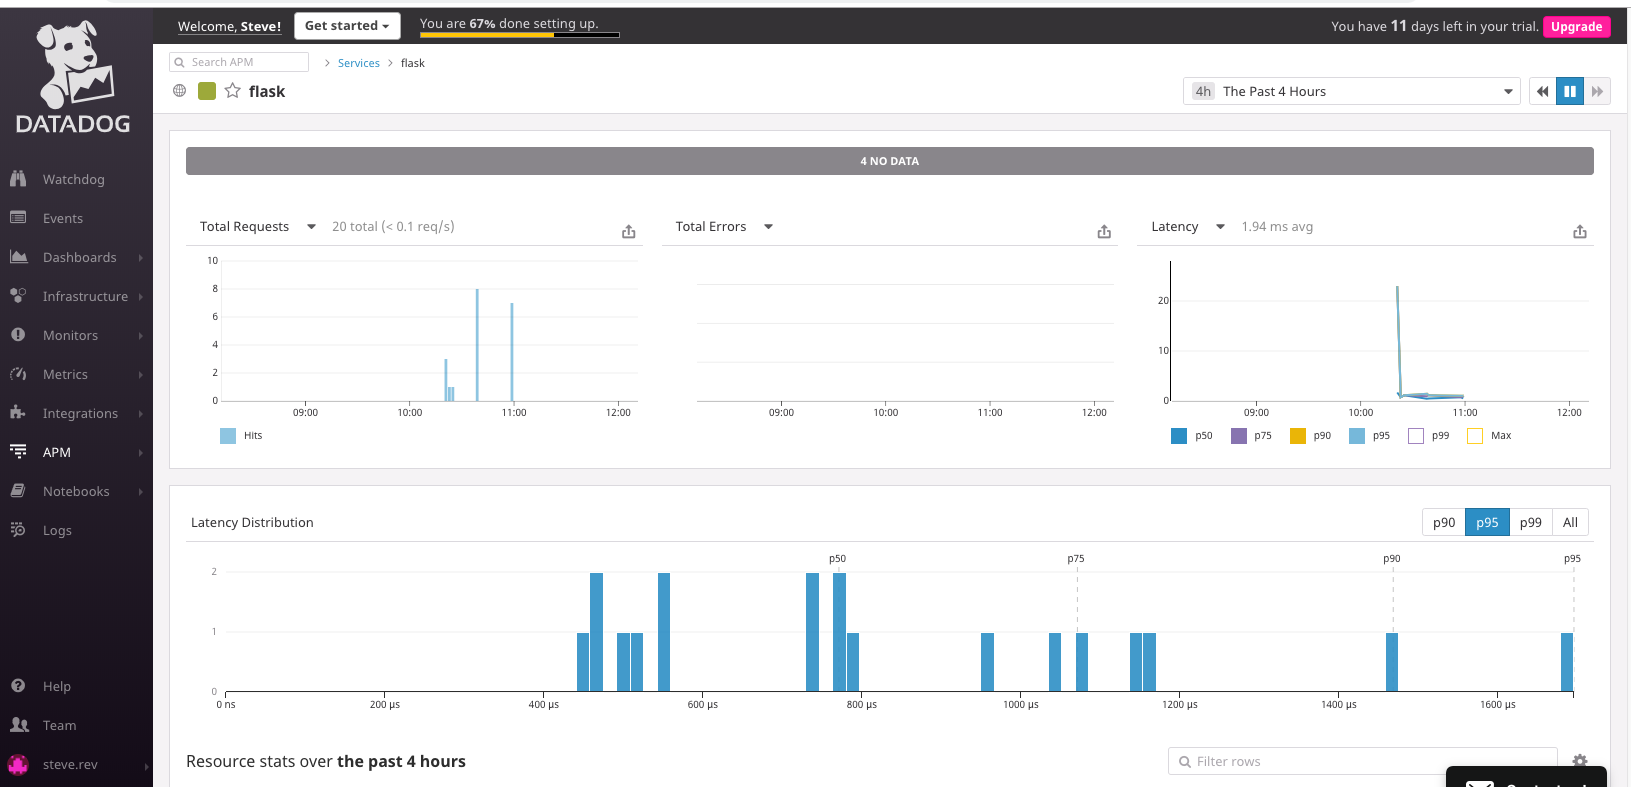 Welcome, Steve!
Get started
You are 67% done setting up.
You have 11 days left in your trial.
Upgrade
DATADOG
Search APM
Services
flask
flask
4h The Past 4 Hours
Watchdog
Events
Dashboards
Infrastructure
Monitors
Metrics
Integrations
APM
Notebooks
Logs
Help
Team
steve.rev
4 NO DATA
Total Requests 20 total (< 0.1 req/s)
10
8
6
4
2
0
09:00 10:00 11:00 12:00
Hits
Total Errors
09:00 10:00 11:00 12:00
Latency 1.94 ms avg
20
10
0
09:00 10:00 11:00 12:00
p50 p75 p90 p95 p99 Max
Latency Distribution
p90 p95 p99 All
p50 p75 p90 p95
2
1
0
0 ns 200 µs 400 µs 600 µs 800 µs 1000 µs 1200 µs 1400 µs 1600 µs
Resource stats over the past 4 hours
Filter rows